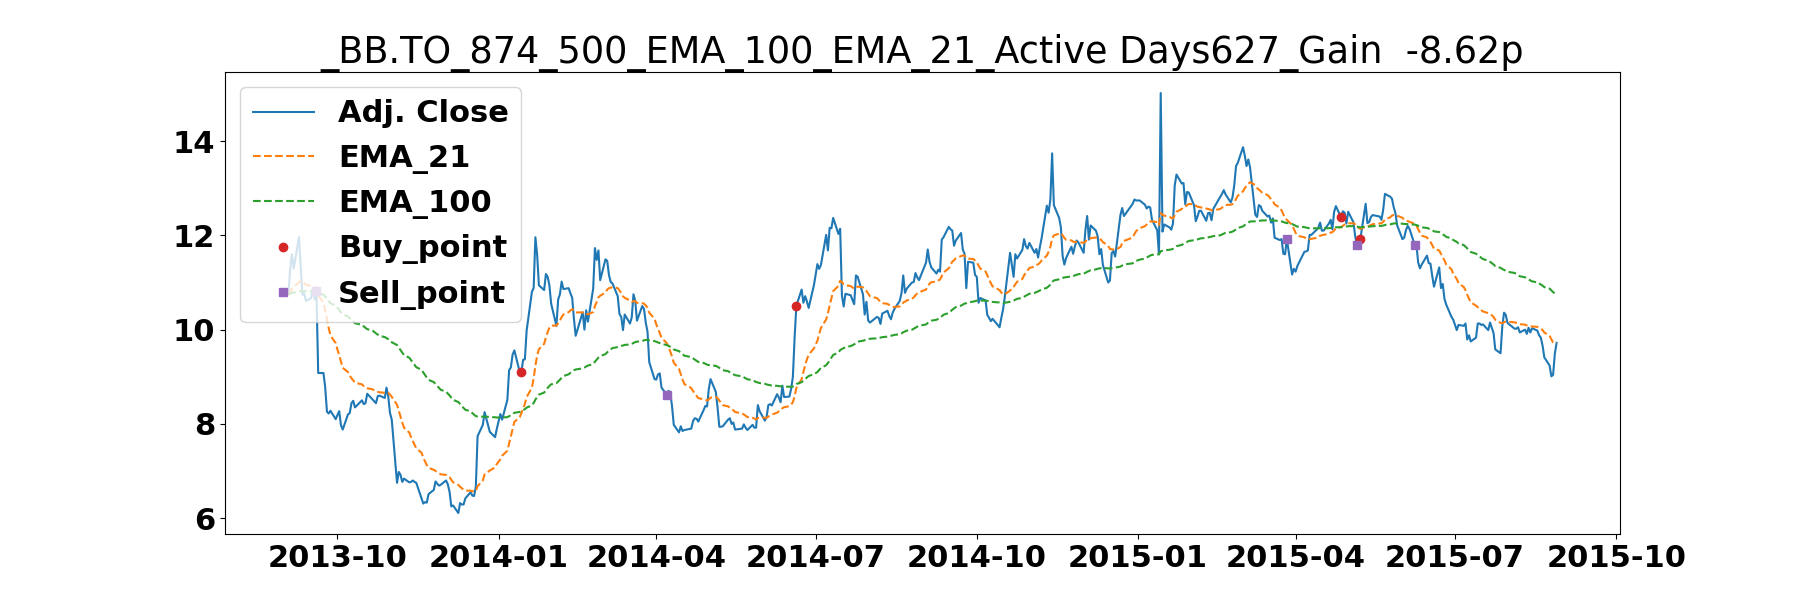 _BB.TO_874_500_EMA_100_EMA_21_Active Days627_Gain  -8.62p
Adj. Close
EMA_21
EMA_100
Buy_point
Sell_point
14
12
10
8
6
2013-10 2014-01 2014-04 2014-07 2014-10 2015-01 2015-04 2015-07 2015-10